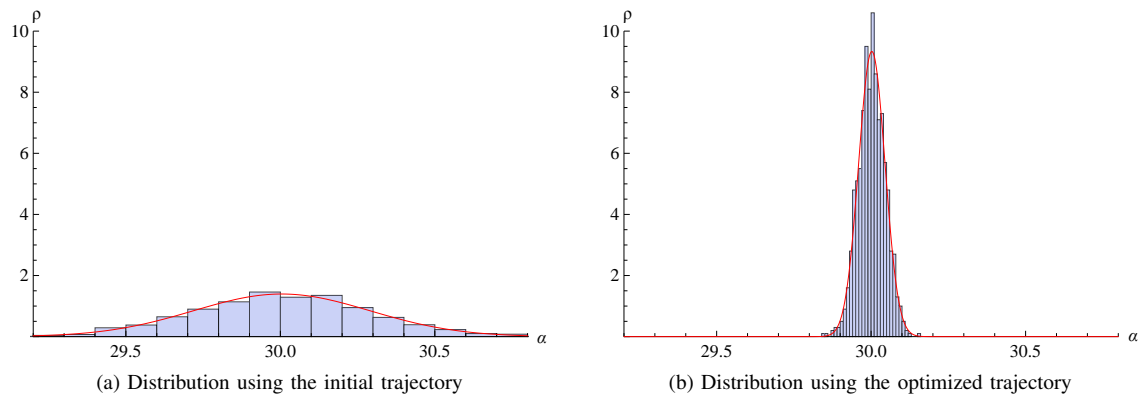 ρ
10
8
6
4
2
29.5 30.0 30.5 α
(a) Distribution using the initial trajectory
ρ
10
8
6
4
2
29.5 30.0 30.5 α
(b) Distribution using the optimized trajectory